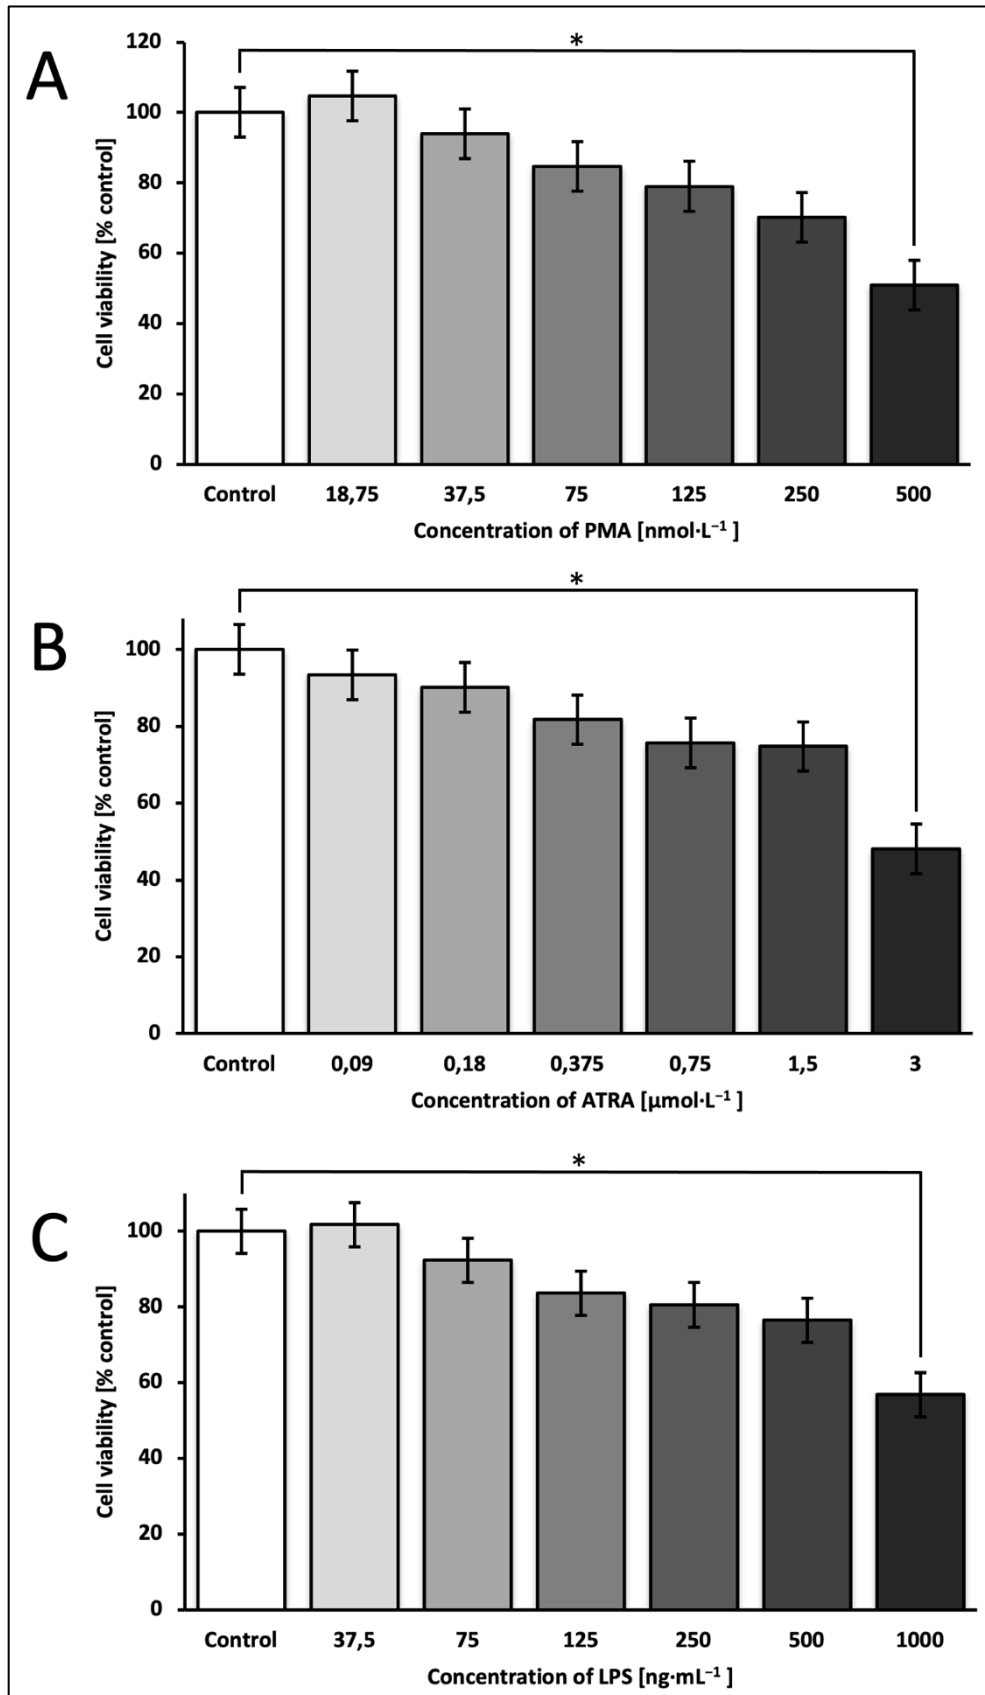 A
*
Cell viability [% control]
120
100
80
60
40
20
0
Control 18,75 37,5 75 125 250 500
Concentration of PMA [nmol·L⁻¹ ]
B
*
Cell viability [% control]
100
80
60
40
20
0
Control 0,09 0,18 0,375 0,75 1,5 3
Concentration of ATRA [µmol·L⁻¹ ]
C
*
Cell viability [% control]
100
80
60
40
20
0
Control 37,5 75 125 250 500 1000
Concentration of LPS [ng·mL⁻¹ ]